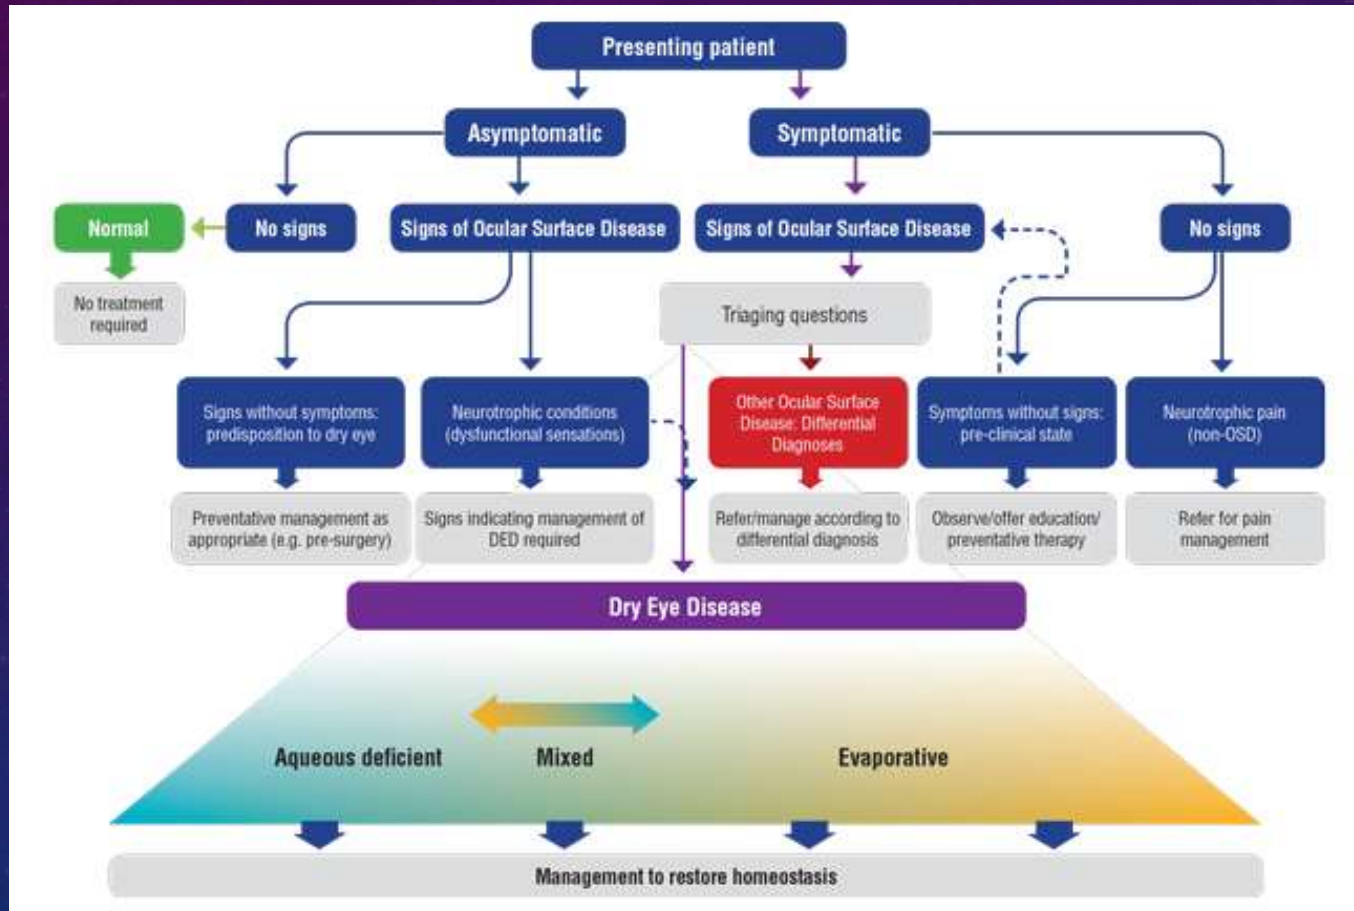 Presenting patient
Asymptomatic
Symptomatic
Normal
No signs
Signs of Ocular Surface Disease
Signs of Ocular Surface Disease
No signs
No treatment
required
Triaging questions
Signs without symptoms:
predisposition to dry eye
Neurotrophic conditions
(dysfunctional sensations)
Other Ocular Surface
Disease: Differential
Diagnoses
Symptoms without signs:
pre-clinical state
Neurotrophic pain
(non-OSD)
Preventative management as
appropriate (e.g. pre-surgery)
Signs indicating management of
DED required
Refer/manage according to
differential diagnosis
Observe/offer education/
preventative therapy
Refer for pain
management
Dry Eye Disease
Aqueous deficient
Mixed
Evaporative
Management to restore homeostasis